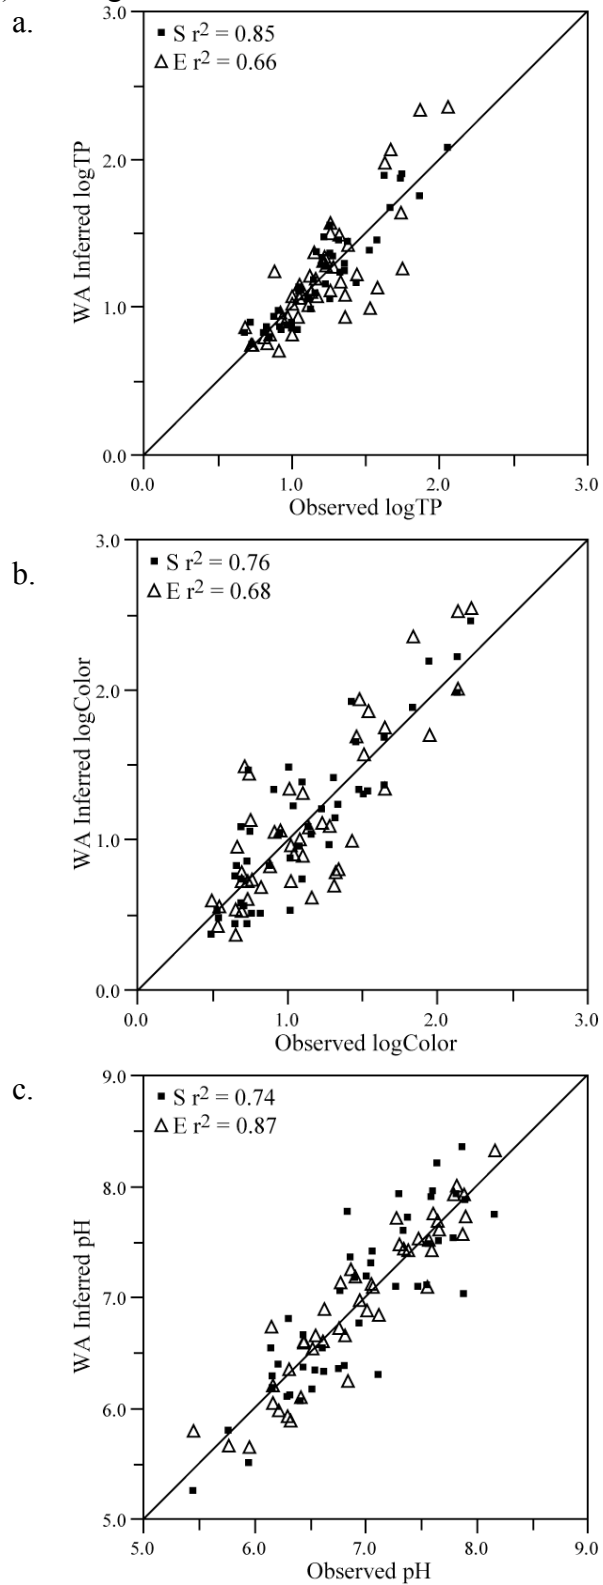 a.
3.0
S r2 = 0.85
E r2 = 0.66
2.0
WA Inferred logTP
1.0
0.0
0.0 1.0 2.0 3.0
Observed logTP
b.
3.0
S r2 = 0.76
E r2 = 0.68
2.0
WA Inferred logColor
1.0
0.0
0.0 1.0 2.0 3.0
Observed logColor
c.
9.0
S r2 = 0.74
E r2 = 0.87
8.0
WA Inferred pH
7.0
6.0
5.0
5.0 6.0 7.0 8.0 9.0
Observed pH